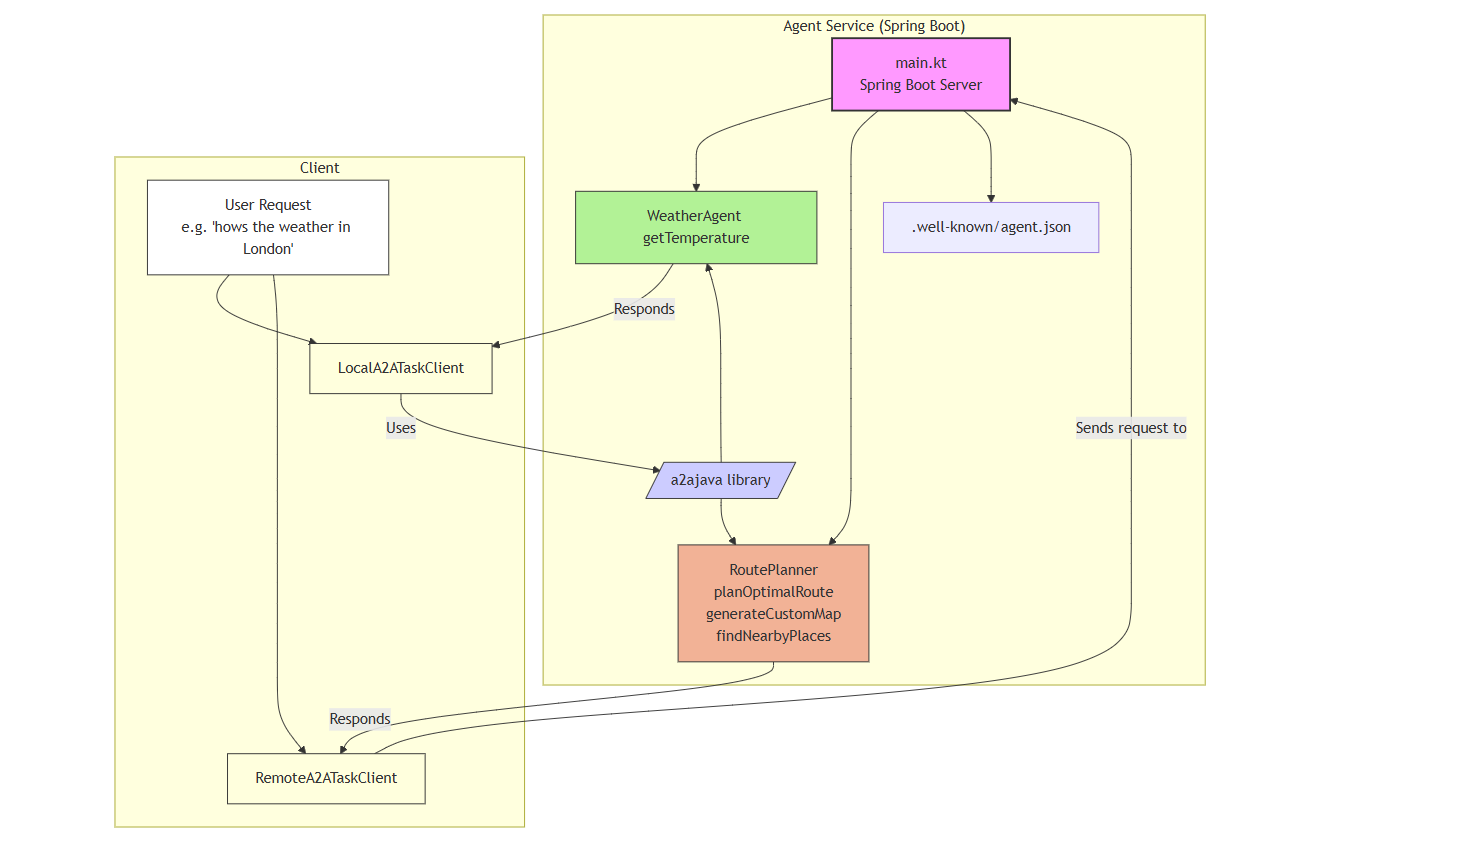 Agent Service (Spring Boot)
main.kt
Spring Boot Server
Client
User Request
e.g. 'hows the weather in
London'
WeatherAgent
getTemperature
.well-known/agent.json
Responds
LocalA2ATaskClient
Uses
Sends request to
a2ajava library
RoutePlanner
planOptimalRoute
generateCustomMap
findNearbyPlaces
Responds
RemoteA2ATaskClient